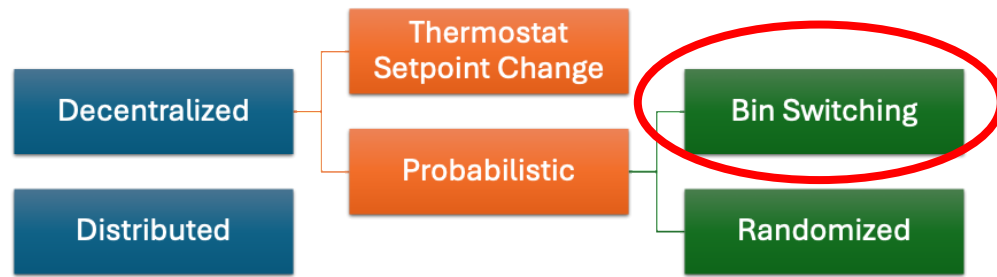 Thermostat
Setpoint Change
Decentralized
Bin Switching
Probabilistic
Distributed
Randomized